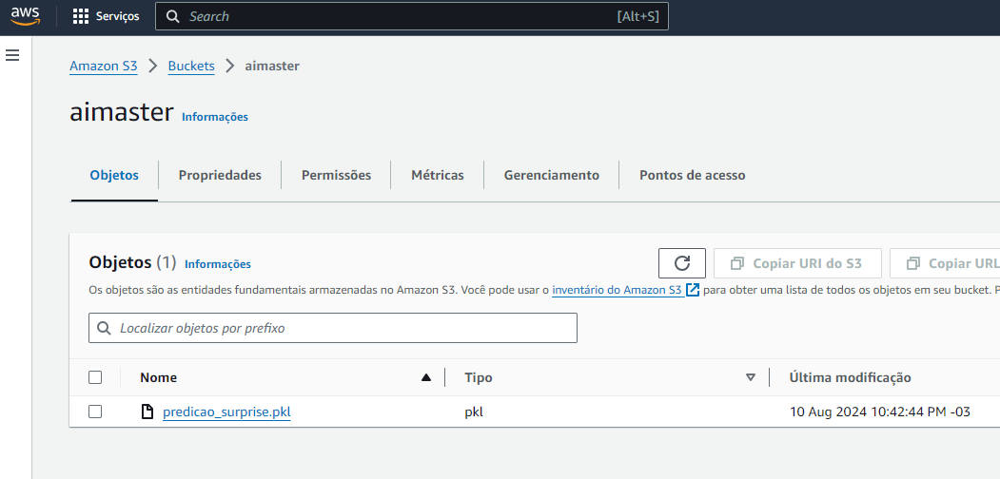 aws Serviços Search [Alt+S]
Amazon S3 > Buckets > aimaster
aimaster Informações
Objetos Propriedades Permissões Métricas Gerenciamento Pontos de acesso
Objetos (1) Informações Copiar URI do S3 Copiar URL
Os objetos são as entidades fundamentais armazenadas no Amazon S3. Você pode usar o inventário do Amazon S3 para obter uma lista de todos os objetos em seu bucket. P
Localizar objetos por prefixo
Nome Tipo Última modificação
predicao_surprise.pkl pkl 10 Aug 2024 10:42:44 PM -03